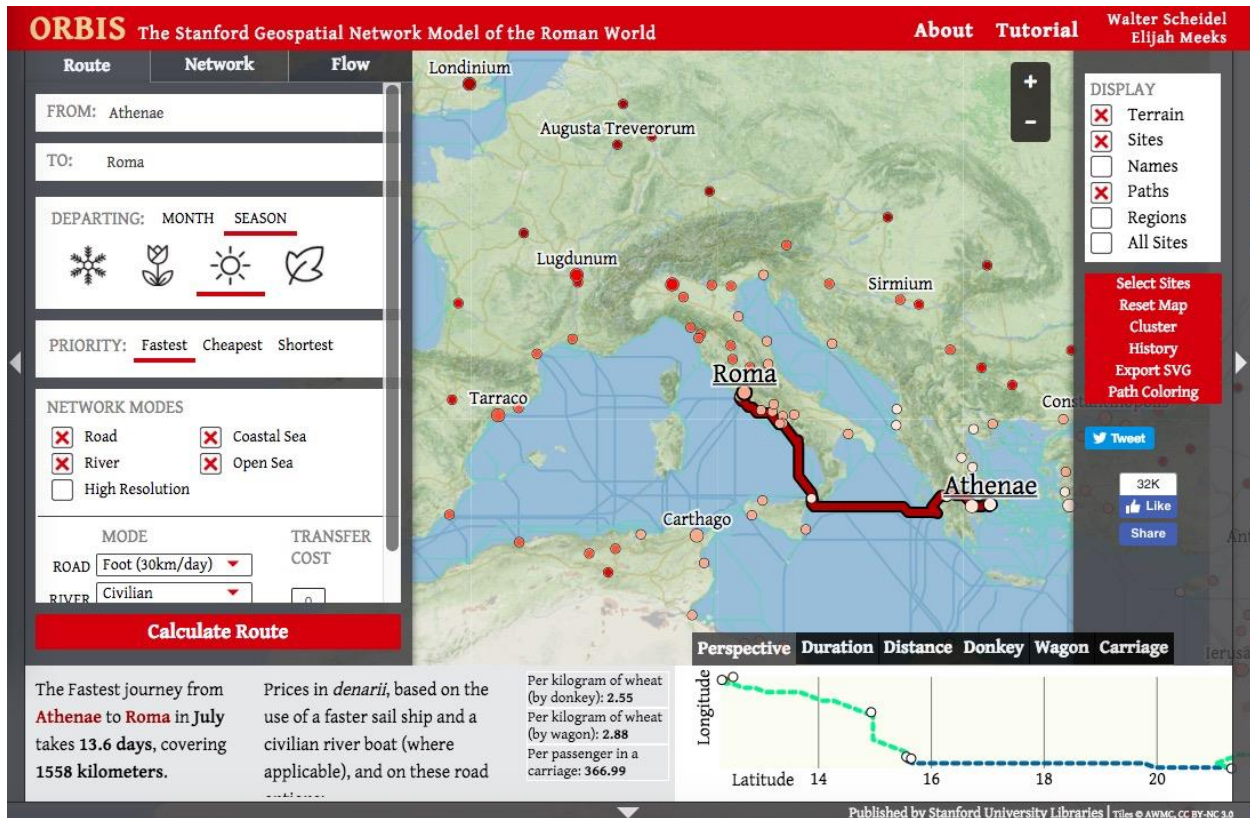 ORBIS The Stanford Geospatial Network Model of the Roman World
About Tutorial
Walter Scheidel
Elijah Meeks
Route Network Flow
FROM: Athenae
TO: Roma
DEPARTING: MONTH SEASON
PRIORITY: Fastest Cheapest Shortest
NETWORK MODES
Road Coastal Sea
River Open Sea
High Resolution
MODE TRANSFER
COST
ROAD Foot (30km/day)
RIVER Civilian
0
Calculate Route
Londinium
Augusta Treverorum
Lugdunum
Sirmium
Roma
Tarraco
Constantinopolis
Athenae
Carthago
+
-
DISPLAY
Terrain
Sites
Names
Paths
Regions
All Sites
Select Sites
Reset Map
Cluster
History
Export SVG
Path Coloring
Tweet
32K
Like
Share
Perspective Duration Distance Donkey Wagon Carriage
The Fastest journey from
Athenae to Roma in July
takes 13.6 days, covering
1558 kilometers.
Prices in denarii, based on the
use of a faster sail ship and a
civilian river boat (where
applicable), and on these road
Per kilogram of wheat
(by donkey): 2.55
Per kilogram of wheat
(by wagon): 2.88
Per passenger in a
carriage: 366.99
Longitude
Latitude 14 16 18 20
Published by Stanford University Libraries | Tiles © AWMC, CC BY-NC 3.0